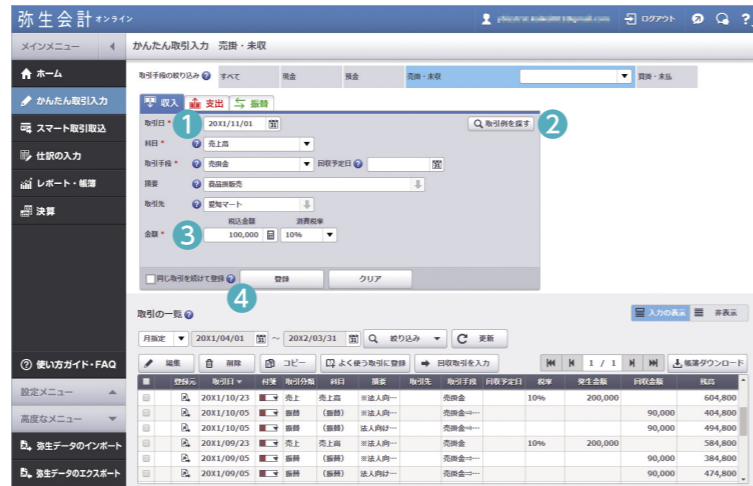 弥生会計 オンライン
ログアウト
メインメニュー
かんたん取引入力 売掛・未収
ホーム
かんたん取引入力
スマート取引取込
仕訳の入力
レポート・帳簿
決算
使い方ガイド・FAQ
設定メニュー
高度なメニュー
弥生データのインポート
弥生データのエクスポート
取引手段の絞り込み すべて 現金 預金 売掛・未収 買掛・未払
収入 支出 振替
取引日 * 1 20X1/11/01 取引例を探す 2
科目 * 売上高
取引手段 * 売掛金 回収予定日
摘要 商品掛販売
取引先 愛知マート
税込金額 消費税率
金額 * 3 100,000 10%
同じ取引を続けて登録 登録 クリア
4
取引の一覧 入力の表示 非表示
月指定 20X1/04/01 ~ 20X2/03/31 絞り込み 更新
編集 削除 コピー よく使う取引に登録 回収取引を入力 1 / 1 帳簿ダウンロード
登録元 取引日 付箋 取引分類 科目 摘要 取引先 取引手段 回収予定日 税率 発生金額 回収金額 残高
20X1/10/23 売上 売上高 ※法人向… 売掛金 10% 200,000 604,800
20X1/10/05 振替 (振替) ※法人向… 売掛金⇒… 90,000 404,800
20X1/10/05 振替 (振替) 法人向け… 売掛金⇒… 90,000 494,800
20X1/09/23 売上 売上高 ※法人向… 売掛金 10% 200,000 584,800
20X1/09/05 振替 (振替) ※法人向… 売掛金⇒… 90,000 384,800
20X1/09/05 振替 (振替) 法人向け… 売掛金⇒… 90,000 474,800